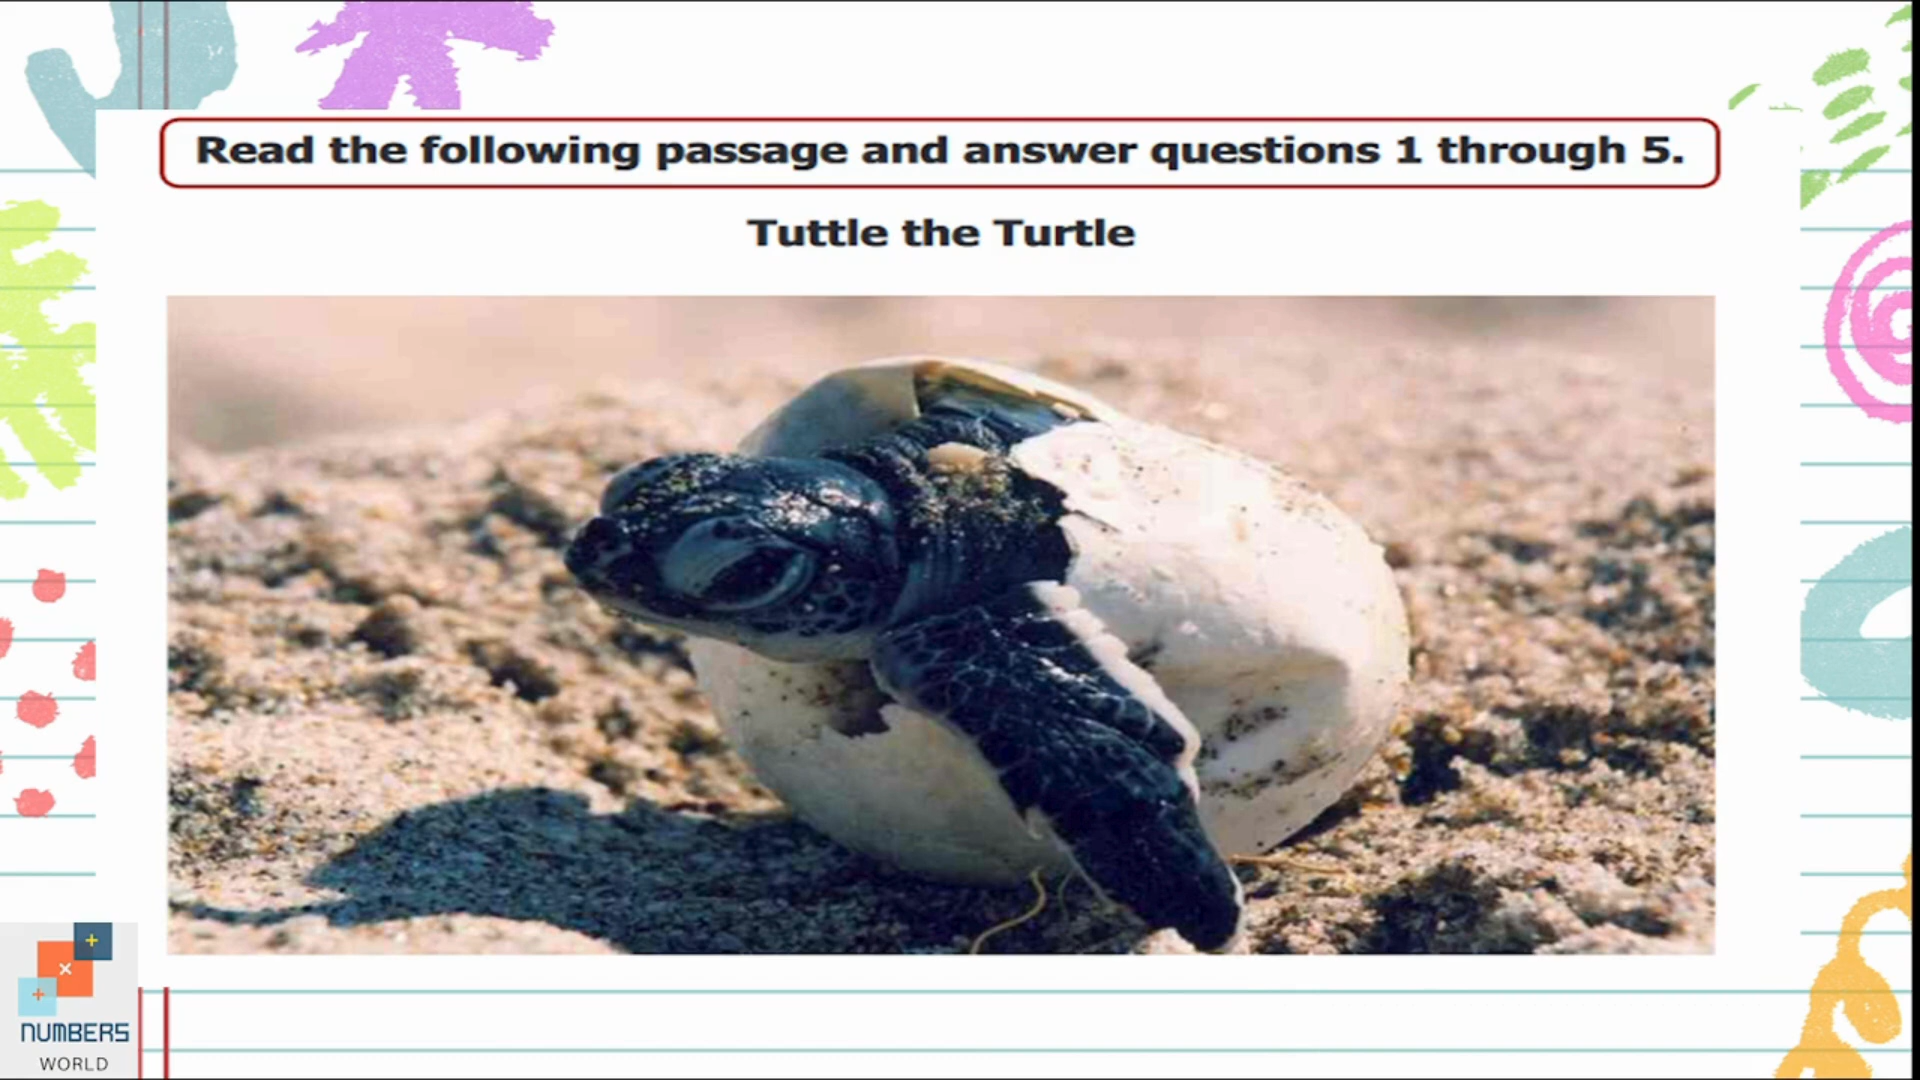 Read the following passage and answer questions 1 through 5.
Tuttle the Turtle
NUMBERS
WORLD